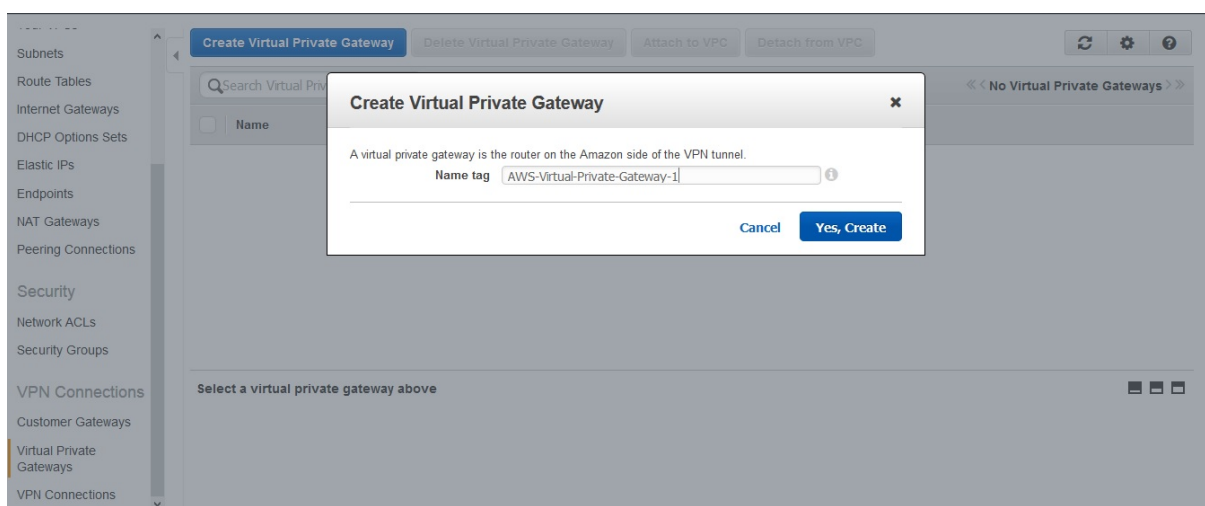 Subnets
Route Tables
Internet Gateways
DHCP Options Sets
Elastic IPs
Endpoints
NAT Gateways
Peering Connections
Security
Network ACLs
Security Groups
VPN Connections
Customer Gateways
Virtual Private
Gateways
VPN Connections
Create Virtual Private Gateway Delete Virtual Private Gateway Attach to VPC Detach from VPC
Search Virtual Priv
« < No Virtual Private Gateways > »
Name
Create Virtual Private Gateway
A virtual private gateway is the router on the Amazon side of the VPN tunnel.
Name tag AWS-Virtual-Private-Gateway-1
Cancel Yes, Create
Select a virtual private gateway above